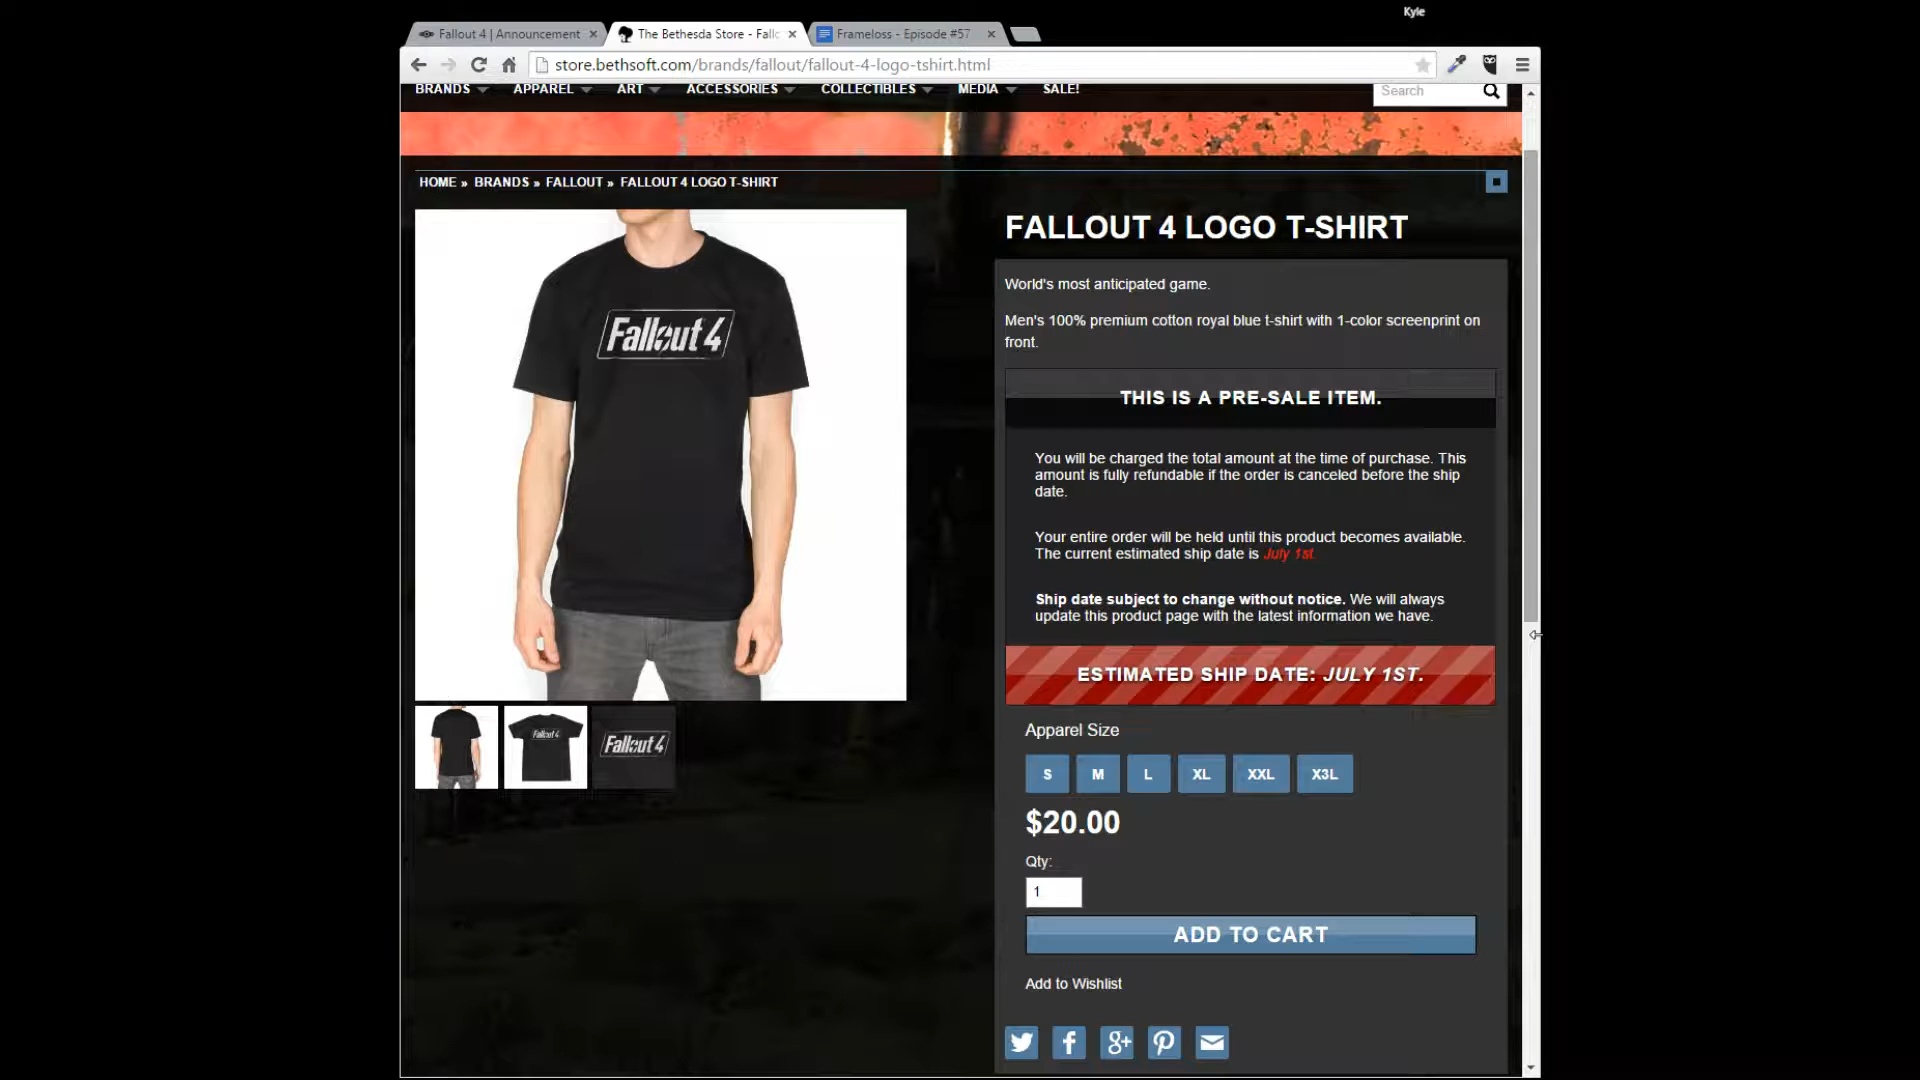 Kyle
Fallout 4 | Announcement
The Bethesda Store - Fallo
Frameloss - Episode #57
store.bethsoft.com/brands/fallout/fallout-4-logo-tshirt.html
BRANDS APPAREL ART ACCESSORIES COLLECTIBLES MEDIA SALE!
Search
HOME » BRANDS » FALLOUT » FALLOUT 4 LOGO T-SHIRT
Fallout 4
Fallout 4
Fallout 4
FALLOUT 4 LOGO T-SHIRT
World's most anticipated game.
Men's 100% premium cotton royal blue t-shirt with 1-color screenprint on
front.
THIS IS A PRE-SALE ITEM.
You will be charged the total amount at the time of purchase. This
amount is fully refundable if the order is canceled before the ship
date.
Your entire order will be held until this product becomes available.
The current estimated ship date is July 1st.
Ship date subject to change without notice. We will always
update this product page with the latest information we have.
ESTIMATED SHIP DATE: JULY 1ST.
Apparel Size
S M L XL XXL X3L
$20.00
Qty:
1
ADD TO CART
Add to Wishlist